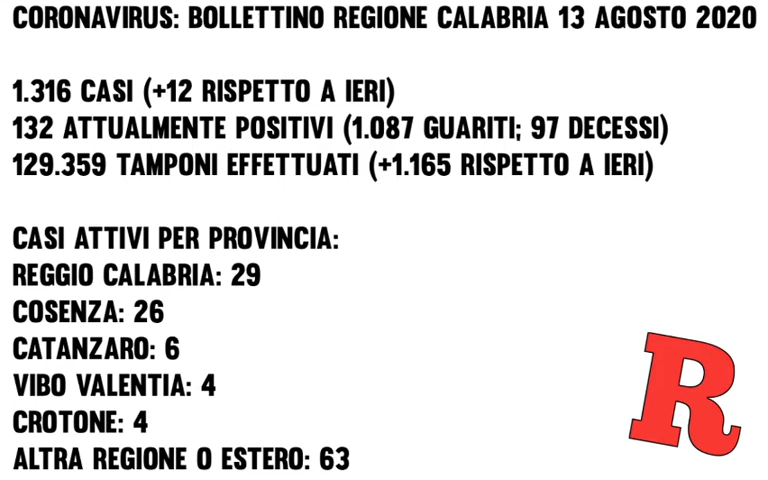 CORONAVIRUS: BOLLETTINO REGIONE CALABRIA 13 AGOSTO 2020
1.316 CASI (+12 RISPETTO A IERI)
132 ATTUALMENTE POSITIVI (1.087 GUARITI; 97 DECESSI)
129.359 TAMPONI EFFETTUATI (+1.165 RISPETTO A IERI)
CASI ATTIVI PER PROVINCIA:
REGGIO CALABRIA: 29
COSENZA: 26
CATANZARO: 6
VIBO VALENTIA: 4
CROTONE: 4
ALTRA REGIONE O ESTERO: 63
R